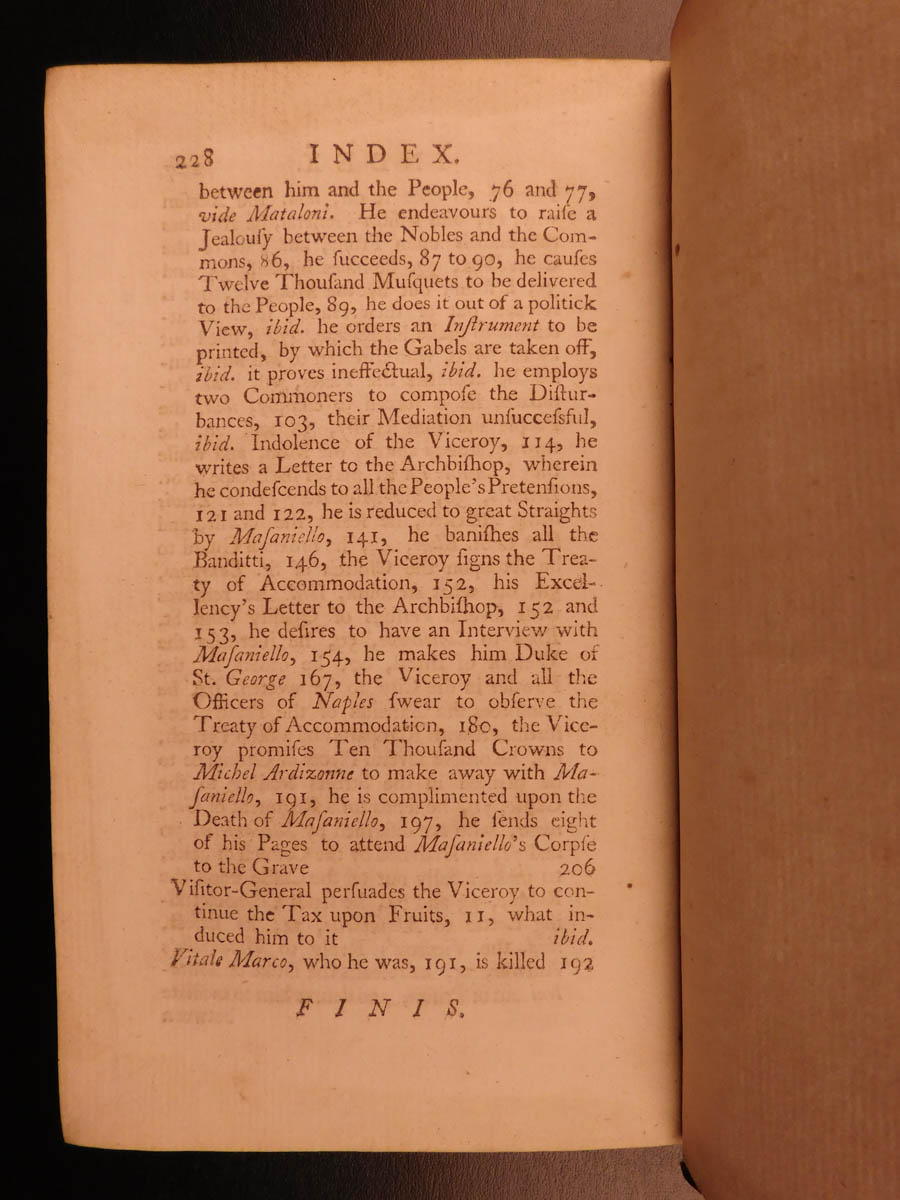 228 INDEX.
between him and the People, 76 and 77,
vide Mataloni. He endeavours to raiſe a
Jealouſy between the Nobles and the Com-
mons, 86, he ſucceeds, 87 to 90, he cauſes
Twelve Thouſand Muſquets to be delivered
to the People, 89, he does it out of a politick
View, ibid. he orders an Inſtrument to be
printed, by which the Gabels are taken off,
ibid. it proves ineffectual, ibid. he employs
two Commoners to compoſe the Diſtur-
bances, 103, their Mediation unſucceſsful,
ibid. Indolence of the Viceroy, 114, he
writes a Letter to the Archbiſhop, wherein
he condeſcends to all the People's Pretenſions,
121 and 122, he is reduced to great Straights
by Maſaniello, 141, he baniſhes all the
Banditti, 146, the Viceroy ſigns the Trea-
ty of Accommodation, 152, his Excel-
lency's Letter to the Archbiſhop, 152 and
153, he deſires to have an Interview with
Maſaniello, 154, he makes him Duke of
St. George 167, the Viceroy and all the
Officers of Naples ſwear to obſerve the
Treaty of Accommodation, 180, the Vice-
roy promiſes Ten Thouſand Crowns to
Michel Ardizonne to make away with Ma-
ſaniello, 191, he is complimented upon the
Death of Maſaniello, 197, he ſends eight
of his Pages to attend Maſaniello's Corpſe
to the Grave 206
Viſitor-General perſuades the Viceroy to con-
tinue the Tax upon Fruits, 11, what in-
duced him to it ibid.
Vitale Marco, who he was, 191, is killed 192
FINIS.